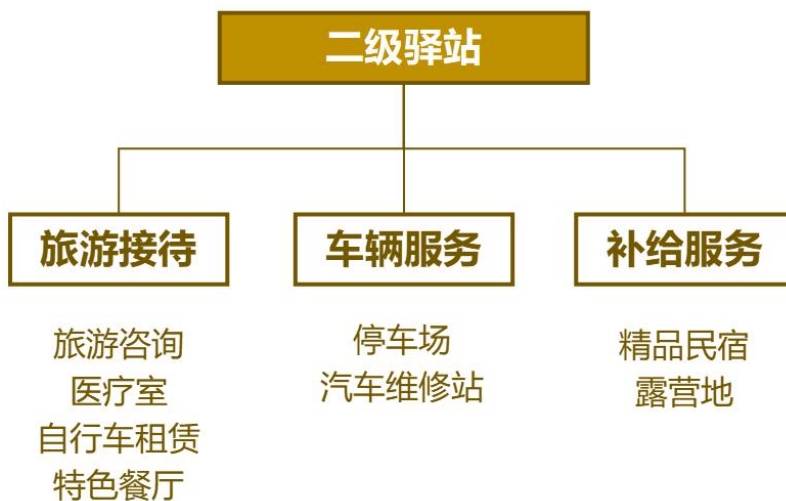 二级驿站
旅游接待
车辆服务
补给服务
旅游咨询
医疗室
自行车租赁
特色餐厅
停车场
汽车维修站
精品民宿
露营地